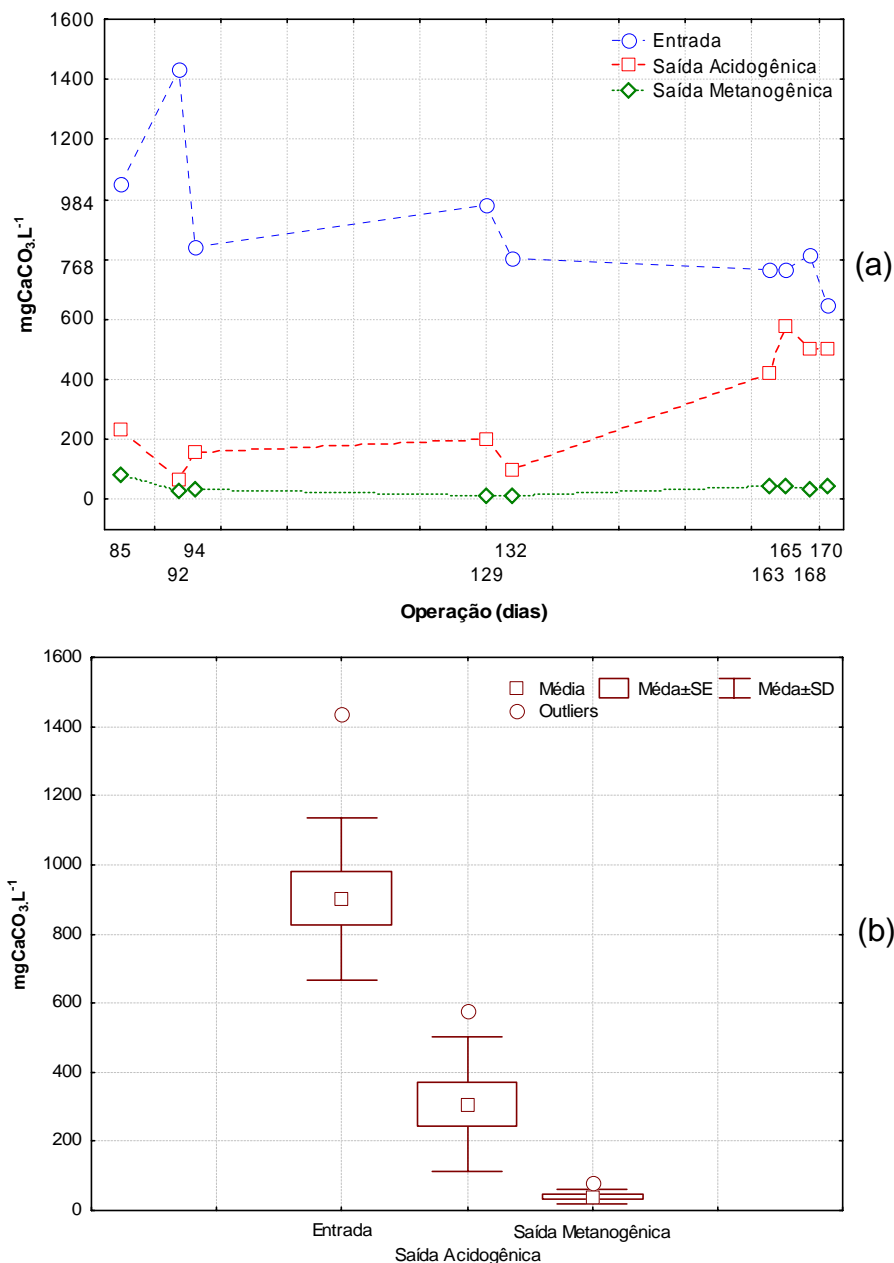 1600
1400
1200
984
768
600
400
200
0
mgCaCO3.L-1
Entrada
Saída Acidogênica
Saída Metanogênica
(a)
85 94 132 165 170
92 129 163 168
Operação (dias)
1600
1400
1200
1000
800
600
400
200
0
mgCaCO3.L-1
Média Méda±SE Méda±SD
Outliers
(b)
Entrada Saída Metanogênica
Saída Acidogênica